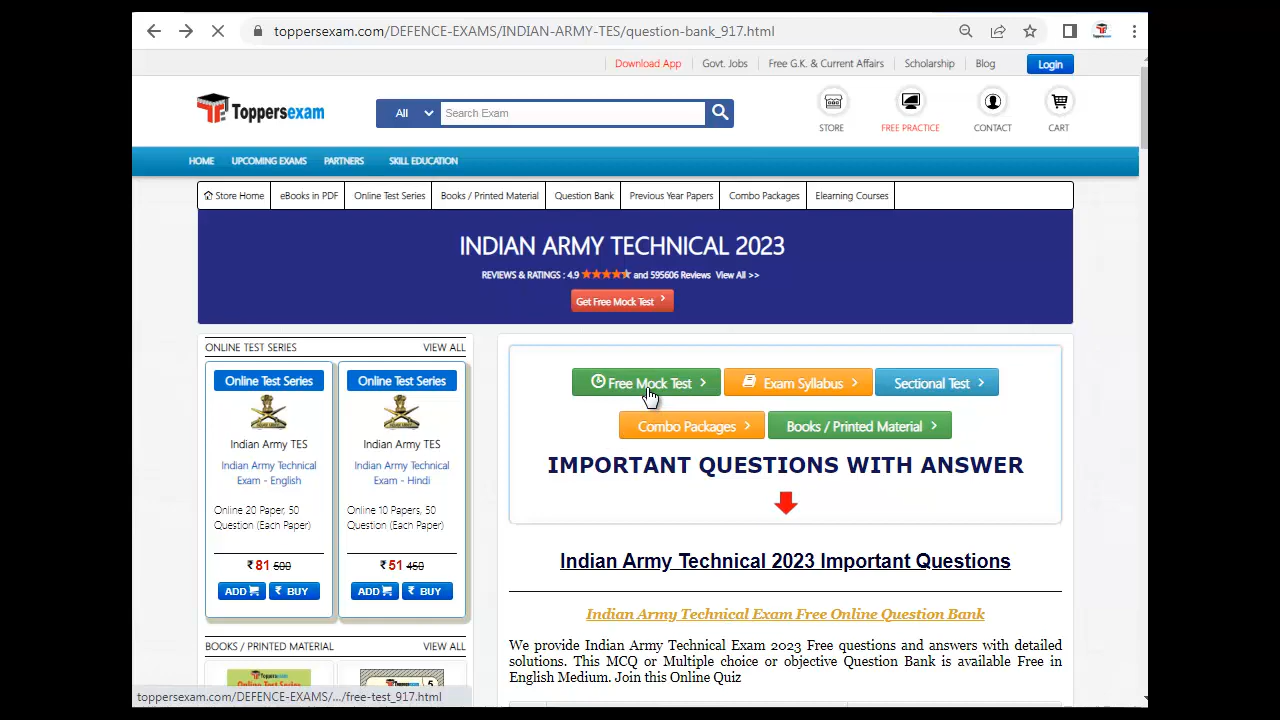 toppersexam.com/DEFENCE-EXAMS/INDIAN-ARMY-TES/question-bank_917.html
Download App
Govt. Jobs
Free G.K. & Current Affairs
Scholarship
Blog
Login
Toppersexam
All
Search Exam
STORE
FREE PRACTICE
CONTACT
CART
HOME
UPCOMING EXAMS
PARTNERS
SKILL EDUCATION
Store Home
eBooks in PDF
Online Test Series
Books / Printed Material
Question Bank
Previous Year Papers
Combo Packages
Elearning Courses
INDIAN ARMY TECHNICAL 2023
REVIEWS & RATINGS : 4.9 and 595606 Reviews View All >>
Get Free Mock Test
ONLINE TEST SERIES
VIEW ALL
Online Test Series
Indian Army TES
Indian Army Technical
Exam - English
Online 20 Paper, 50
Question (Each Paper)
₹ 81 500
ADD
₹ BUY
Online Test Series
Indian Army TES
Indian Army Technical
Exam - Hindi
Online 10 Papers, 50
Question (Each Paper)
₹ 51 450
ADD
₹ BUY
BOOKS / PRINTED MATERIAL
VIEW ALL
Free Mock Test
Exam Syllabus
Sectional Test
Combo Packages
Books / Printed Material
IMPORTANT QUESTIONS WITH ANSWER
Indian Army Technical 2023 Important Questions
Indian Army Technical Exam Free Online Question Bank
We provide Indian Army Technical Exam 2023 Free questions and answers with detailed
solutions. This MCQ or Multiple choice or objective Question Bank is available Free in
English Medium. Join this Online Quiz
toppersexam.com/DEFENCE-EXAMS/.../free-test_917.html